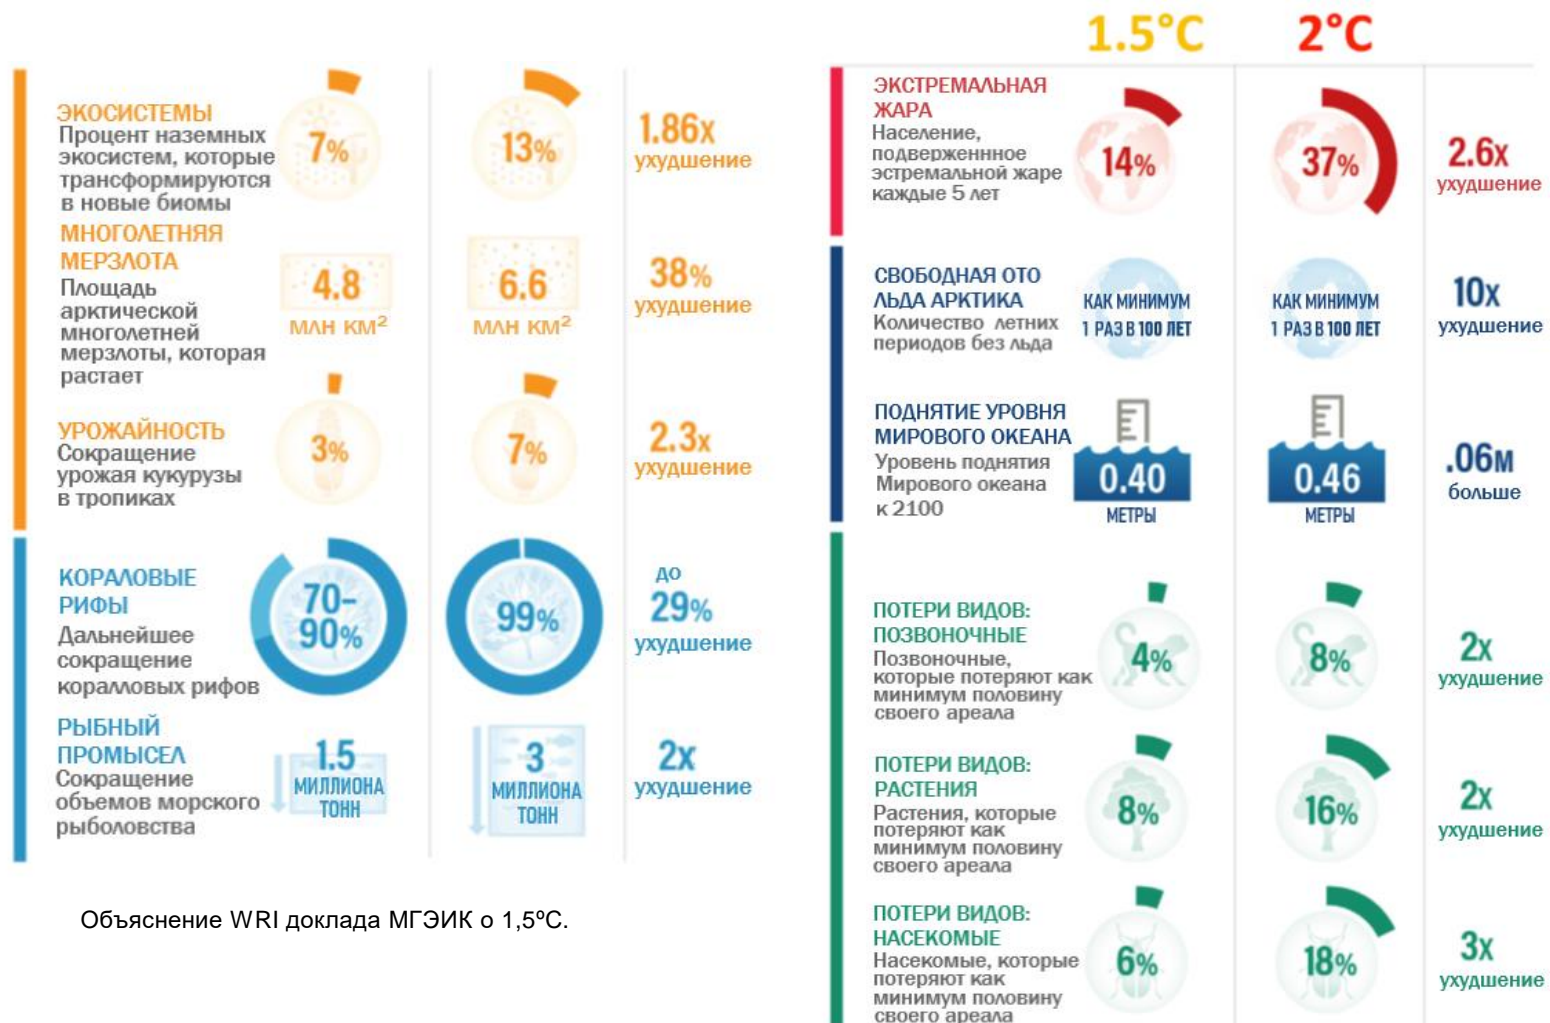 1.5°C
2°C
ЭКОСИСТЕМЫ
Процент наземных
экосистем, которые
трансформируются
в новые биомы
7%
13%
1.86x
ухудшение
МНОГОЛЕТНЯЯ
МЕРЗЛОТА
Площадь
арктической
многолетней
мерзлоты, которая
растает
4.8
МЛН КМ²
6.6
МЛН КМ²
38%
ухудшение
УРОЖАЙНОСТЬ
Сокращение
урожая кукурузы
в тропиках
3%
7%
2.3x
ухудшение
КОРАЛОВЫЕ
РИФЫ
Дальнейшее
сокращение
коралловых рифов
70–
90%
99%
до
29%
ухудшение
РЫБНЫЙ
ПРОМЫСЕЛ
Сокращение
объемов морского
рыболовства
1.5
МИЛЛИОНА
ТОНН
3
МИЛЛИОНА
ТОНН
2x
ухудшение
Объяснение WRI доклада МГЭИК о 1,5ºC.
ЭКСТРЕМАЛЬНАЯ
ЖАРА
Население,
подверженнное
эстремальной жаре
каждые 5 лет
14%
37%
2.6x
ухудшение
СВОБОДНАЯ ОТО
ЛЬДА АРКТИКА
Количество летних
периодов без льда
КАК МИНИМУМ
1 РАЗ В 100 ЛЕТ
КАК МИНИМУМ
1 РАЗ В 100 ЛЕТ
10x
ухудшение
ПОДНЯТИЕ УРОВНЯ
МИРОВОГО ОКЕАНА
Уровень поднятия
Мирового океана
к 2100
0.40
МЕТРЫ
0.46
МЕТРЫ
.06м
больше
ПОТЕРИ ВИДОВ:
ПОЗВОНОЧНЫЕ
Позвоночные,
которые потеряют как
минимум половину
своего ареала
4%
8%
2x
ухудшение
ПОТЕРИ ВИДОВ:
РАСТЕНИЯ
Растения, которые
потеряют как
минимум половину
своего ареала
8%
16%
2x
ухудшение
ПОТЕРИ ВИДОВ:
НАСЕКОМЫЕ
Насекомые, которые
потеряют как
минимум половину
своего ареала
6%
18%
3x
ухудшение